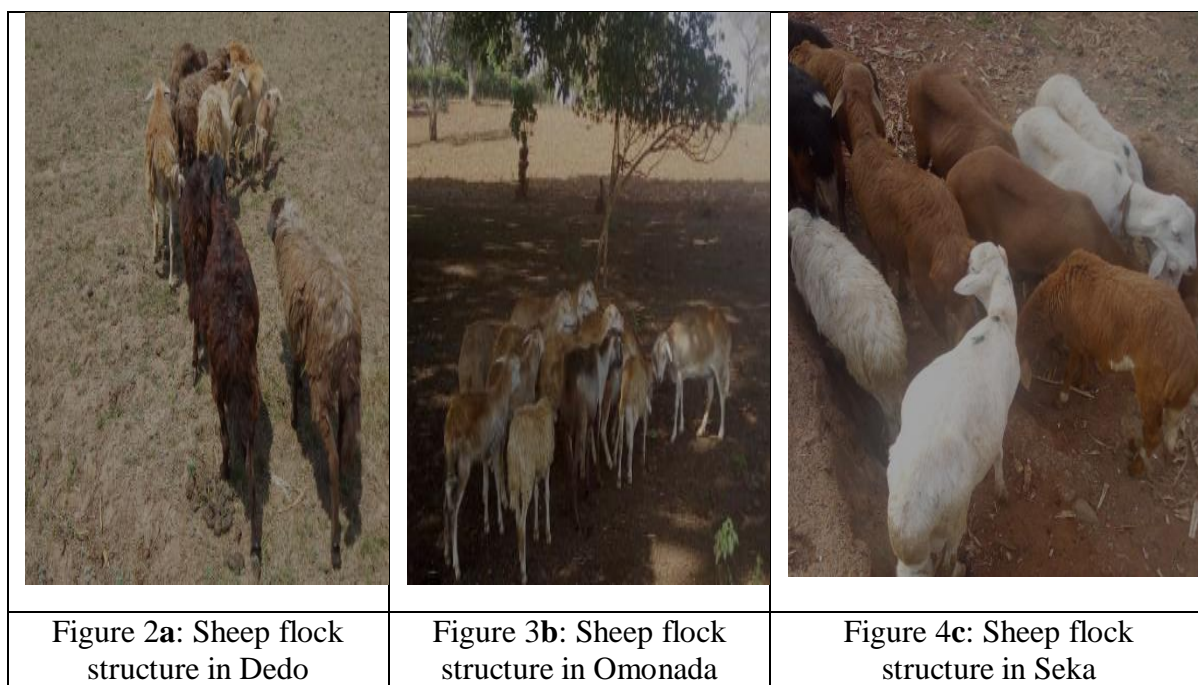 Figure 2a: Sheep flock
structure in Dedo
Figure 3b: Sheep flock
structure in Omonada
Figure 4c: Sheep flock
structure in Seka